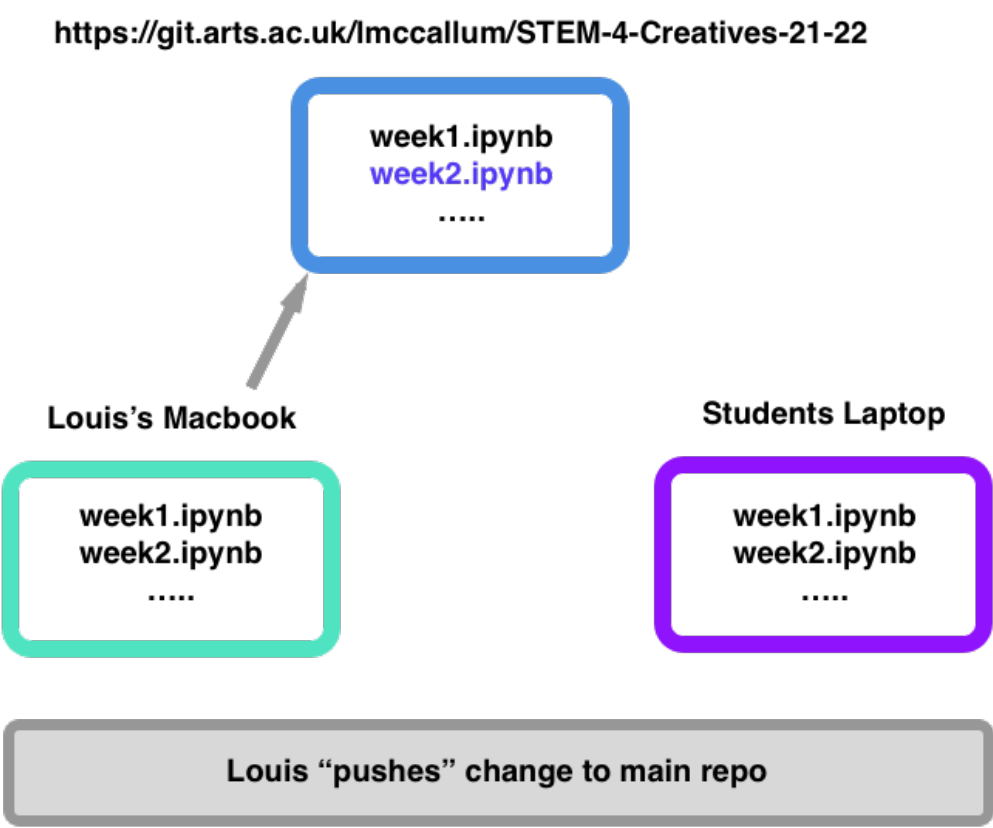 https://git.arts.ac.uk/lmccallum/STEM-4-Creatives-21-22
week1.ipynb
week2.ipynb
.....
Louis’s Macbook
week1.ipynb
week2.ipynb
.....
Students Laptop
week1.ipynb
week2.ipynb
.....
Louis “pushes” change to main repo